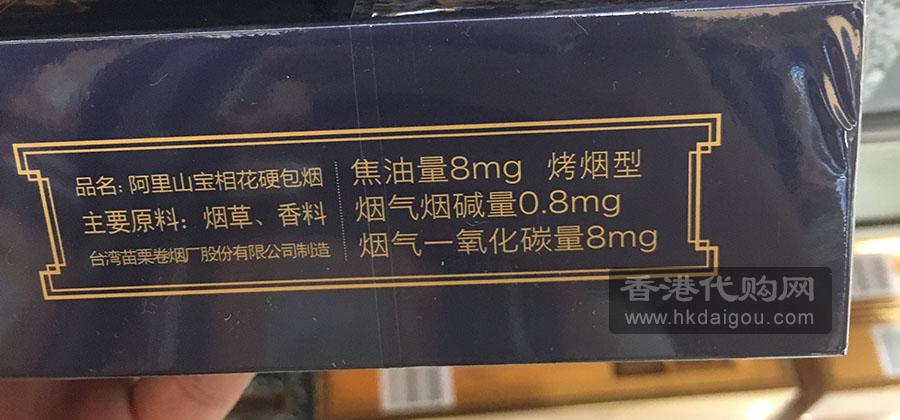 品名: 阿里山宝相花硬包烟
主要原料: 烟草、香料
台湾苗栗卷烟厂股份有限公司制造
焦油量8mg 烤烟型
烟气烟碱量0.8mg
烟气一氧化碳量8mg
香港代购网
www.hkdaigou.com